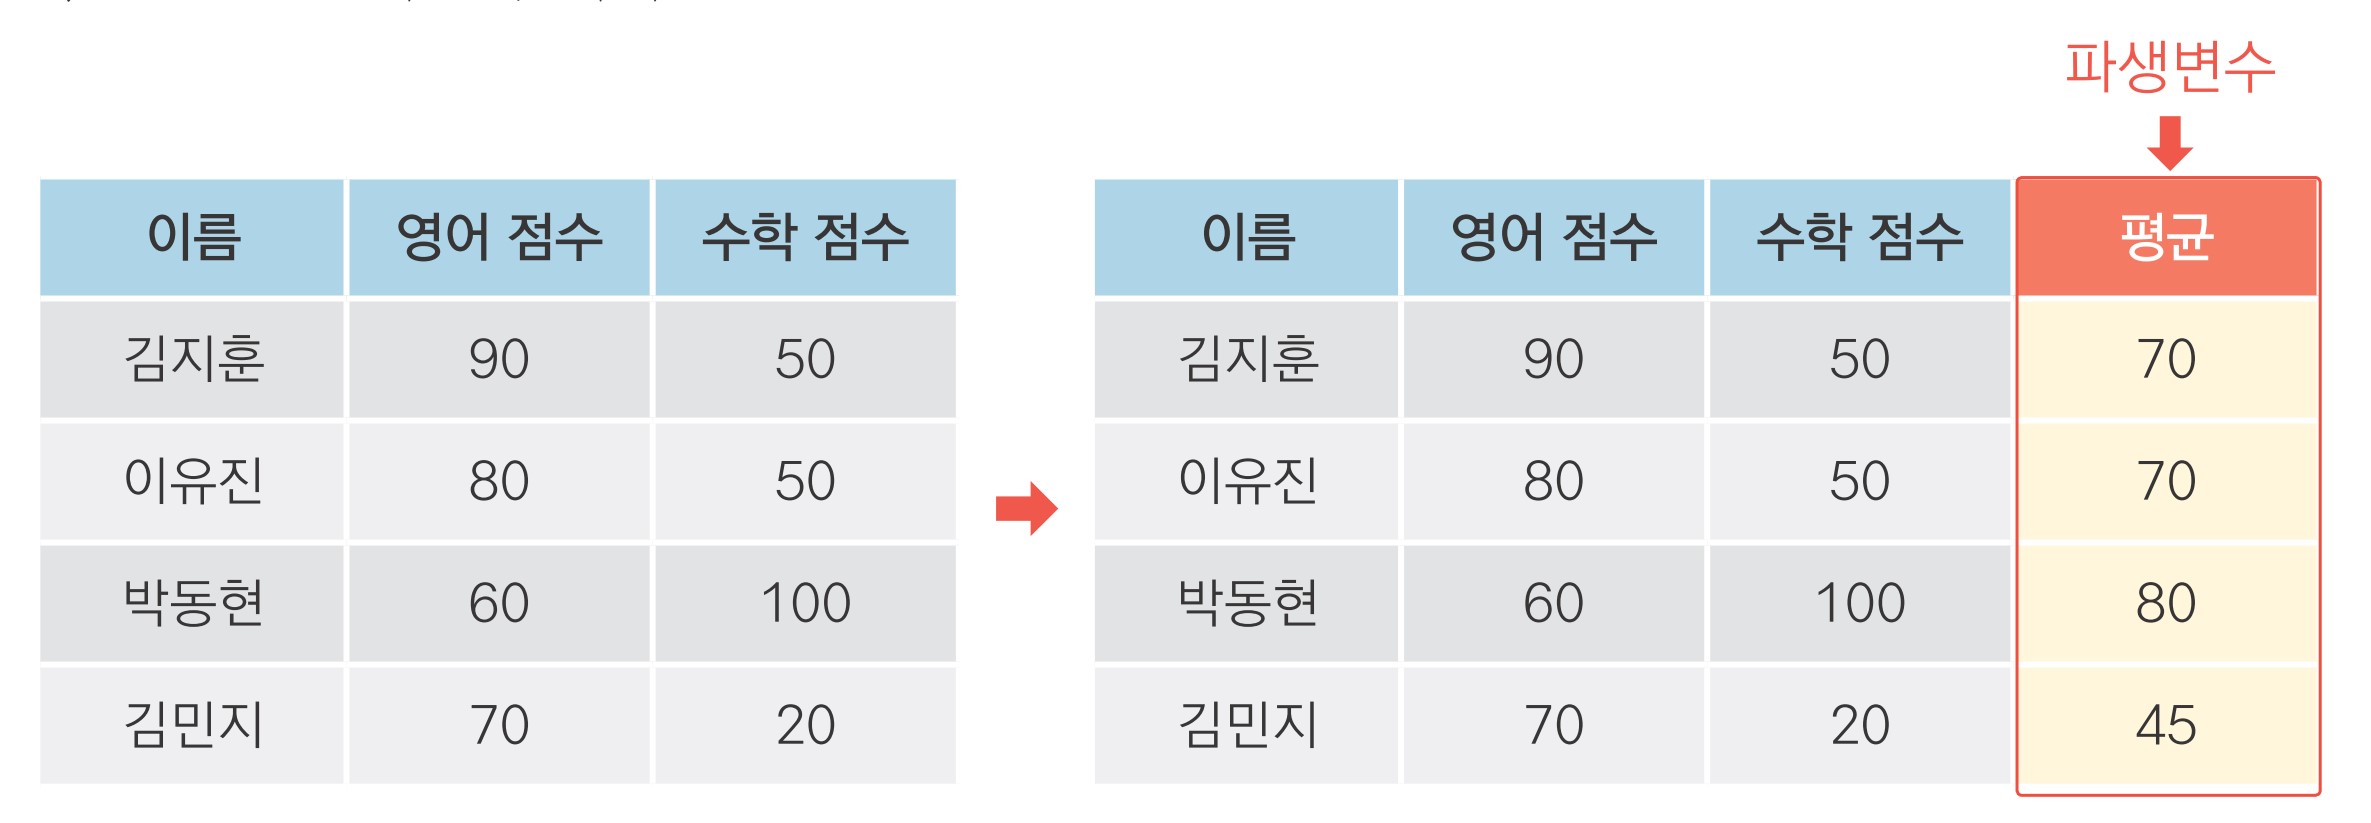 파생변수
이름 영어 점수 수학 점수
김지훈 90 50
이유진 80 50
박동현 60 100
김민지 70 20
이름 영어 점수 수학 점수 평균
김지훈 90 50 70
이유진 80 50 70
박동현 60 100 80
김민지 70 20 45